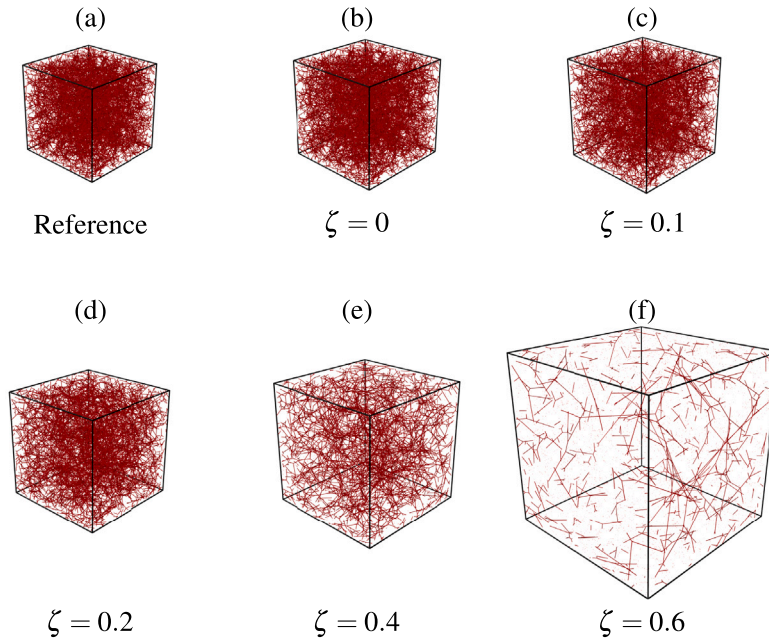 (a) (b) (c)
Reference ζ = 0 ζ = 0.1
(d) (e) (f)
ζ = 0.2 ζ = 0.4 ζ = 0.6